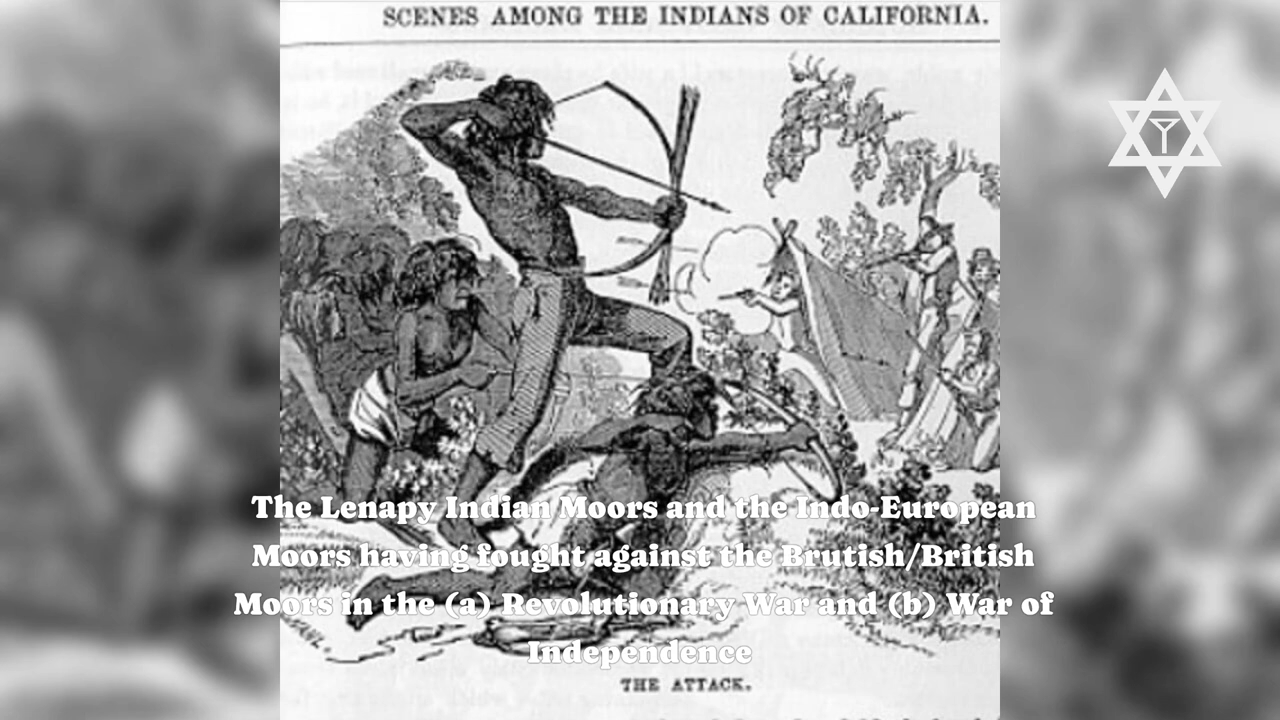 SCENES AMONG THE INDIANS OF CALIFORNIA.
The Lenapy Indian Moors and the Indo-European
Moors having fought against the Brutish/British
Moors in the (a) Revolutionary War and (b) War of
Independence
THE ATTACK.